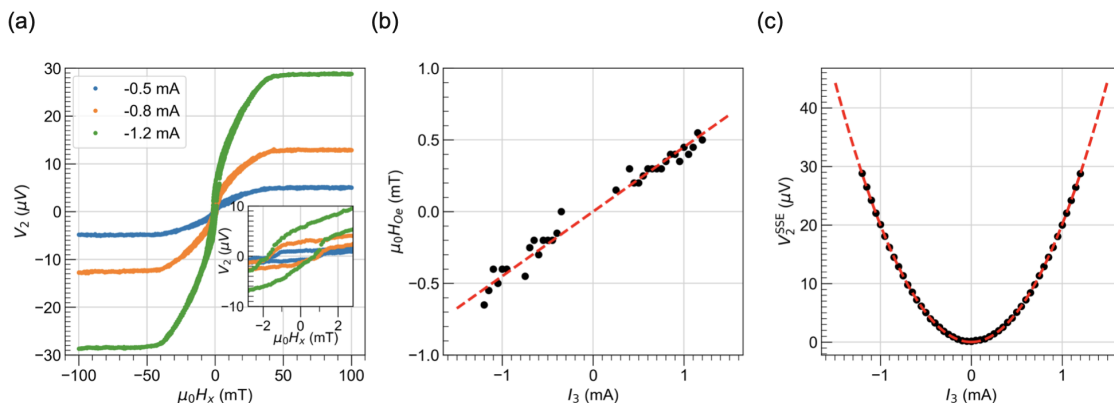 (a)
30
20
10
0
−10
−20
−30
V₂ (μV)
-0.5 mA
-0.8 mA
-1.2 mA
10
0
−10
V₂ (μV)
−2 0 2
μ₀Hₓ (mT)
−100 −50 0 50 100
μ₀Hₓ (mT)
(b)
1.0
0.5
0.0
−0.5
−1.0
μ₀H_Oe (mT)
−1 0 1
I₃ (mA)
(c)
40
30
20
10
0
V₂^SSE (μV)
−1 0 1
I₃ (mA)